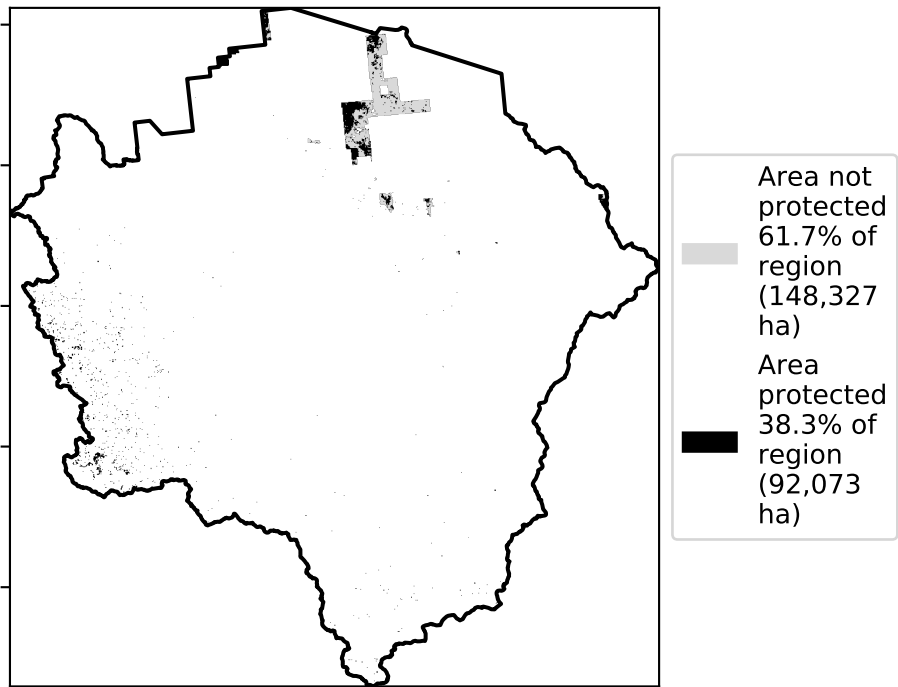 Area not
protected
61.7% of
region
(148,327
ha)
Area
protected
38.3% of
region
(92,073
ha)